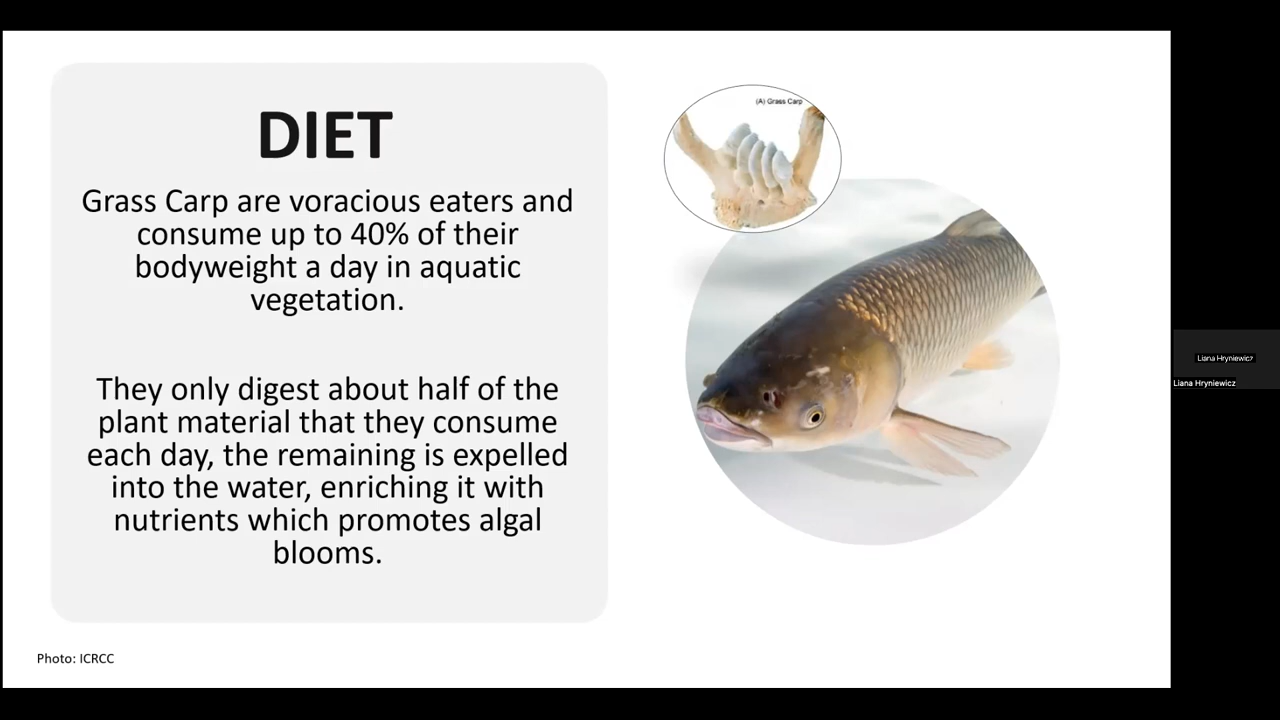 DIET
Grass Carp are voracious eaters and
consume up to 40% of their
bodyweight a day in aquatic
vegetation.
They only digest about half of the
plant material that they consume
each day, the remaining is expelled
into the water, enriching it with
nutrients which promotes algal
blooms.
(A) Grass Carp
Photo: ICRCC
Liana Hryniewicz
Liana Hryniewicz